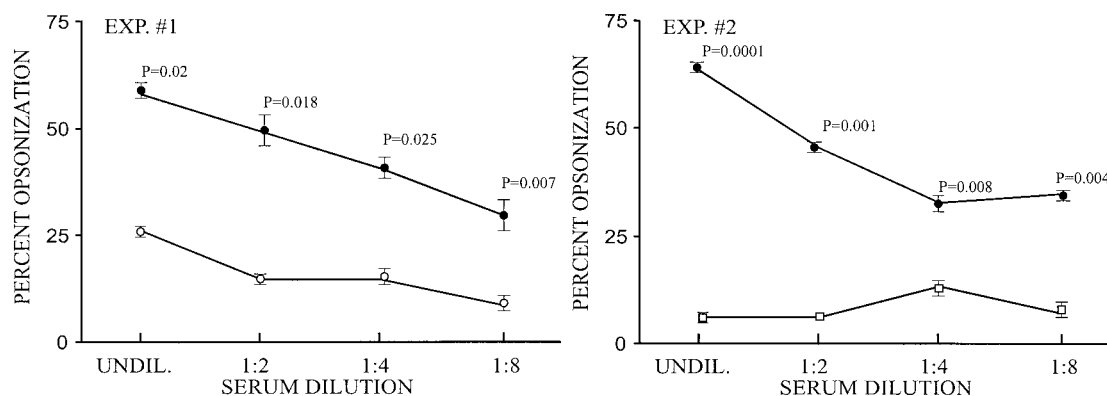 EXP. #1
PERCENT OPSONIZATION
75
50
25
0
P=0.02
P=0.018
P=0.025
P=0.007
UNDIL. 1:2 1:4 1:8
SERUM DILUTION
EXP. #2
PERCENT OPSONIZATION
75
50
25
0
P=0.0001
P=0.001
P=0.008
P=0.004
UNDIL. 1:2 1:4 1:8
SERUM DILUTION